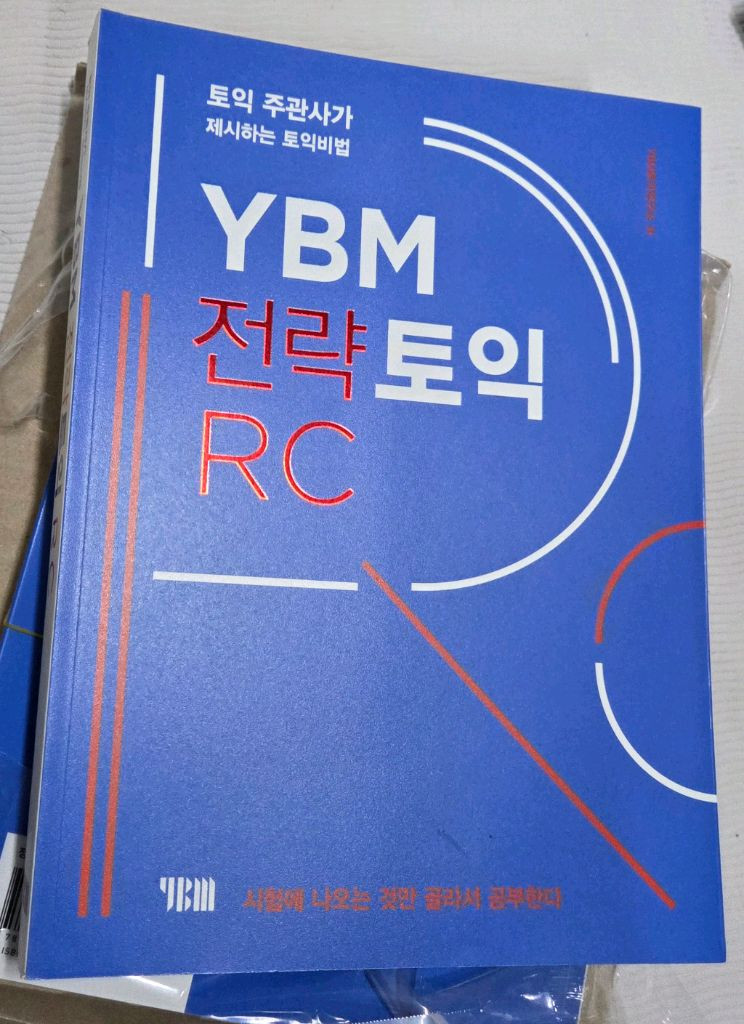 토익 주관사가
제시하는 토익비법
YBM
전략토익
RC
YBM
시험에 나오는 것만 골라서 공부한다